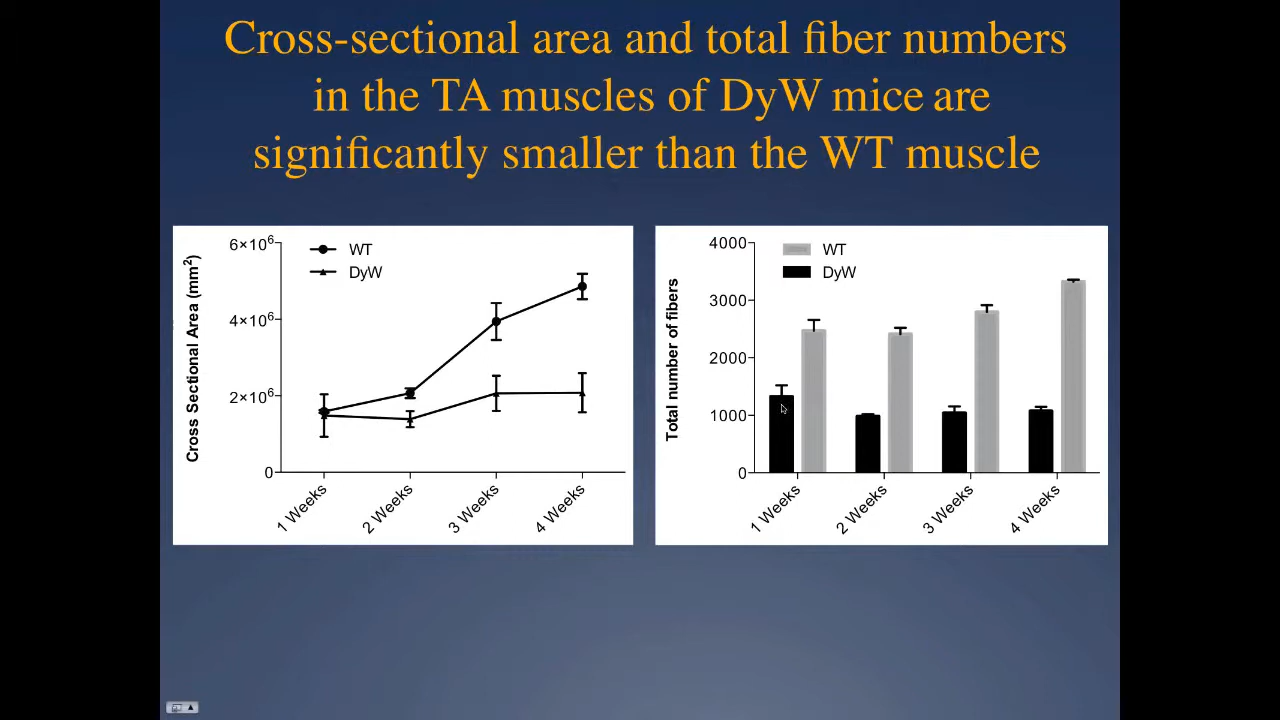 Cross-sectional area and total fiber numbers
in the TA muscles of DyW mice are
significantly smaller than the WT muscle
Cross Sectional Area (mm²)
6×10⁶
4×10⁶
2×10⁶
0
WT
DyW
1 Weeks
2 Weeks
3 Weeks
4 Weeks
Total number of fibers
4000
3000
2000
1000
0
WT
DyW
1 Weeks
2 Weeks
3 Weeks
4 Weeks